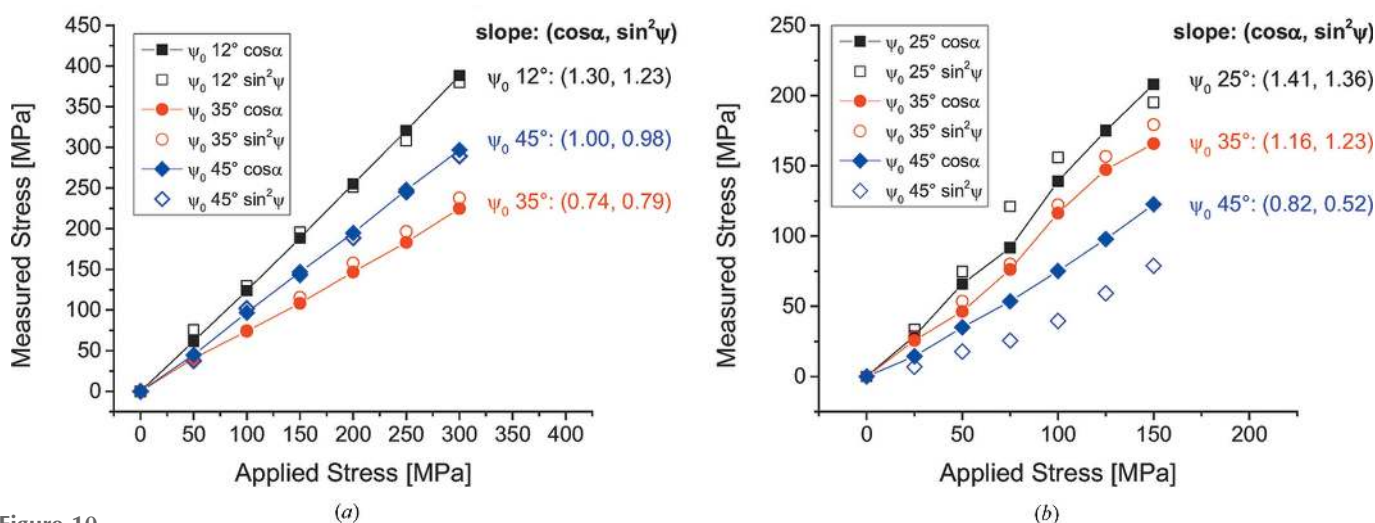 450
400
350
300
250
200
150
100
50
0
Measured Stress [MPa]
ψ₀ 12° cosα
ψ₀ 12° sin²ψ
ψ₀ 35° cosα
ψ₀ 35° sin²ψ
ψ₀ 45° cosα
ψ₀ 45° sin²ψ
slope: (cosα, sin²ψ)
ψ₀ 12°: (1.30, 1.23)
ψ₀ 45°: (1.00, 0.98)
ψ₀ 35°: (0.74, 0.79)
0 50 100 150 200 250 300 350 400
Applied Stress [MPa]
(a)
250
200
150
100
50
0
Measured Stress [MPa]
ψ₀ 25° cosα
ψ₀ 25° sin²ψ
ψ₀ 35° cosα
ψ₀ 35° sin²ψ
ψ₀ 45° cosα
ψ₀ 45° sin²ψ
slope: (cosα, sin²ψ)
ψ₀ 25°: (1.41, 1.36)
ψ₀ 35°: (1.16, 1.23)
ψ₀ 45°: (0.82, 0.52)
0 50 100 150 200
Applied Stress [MPa]
(b)
Figure 10